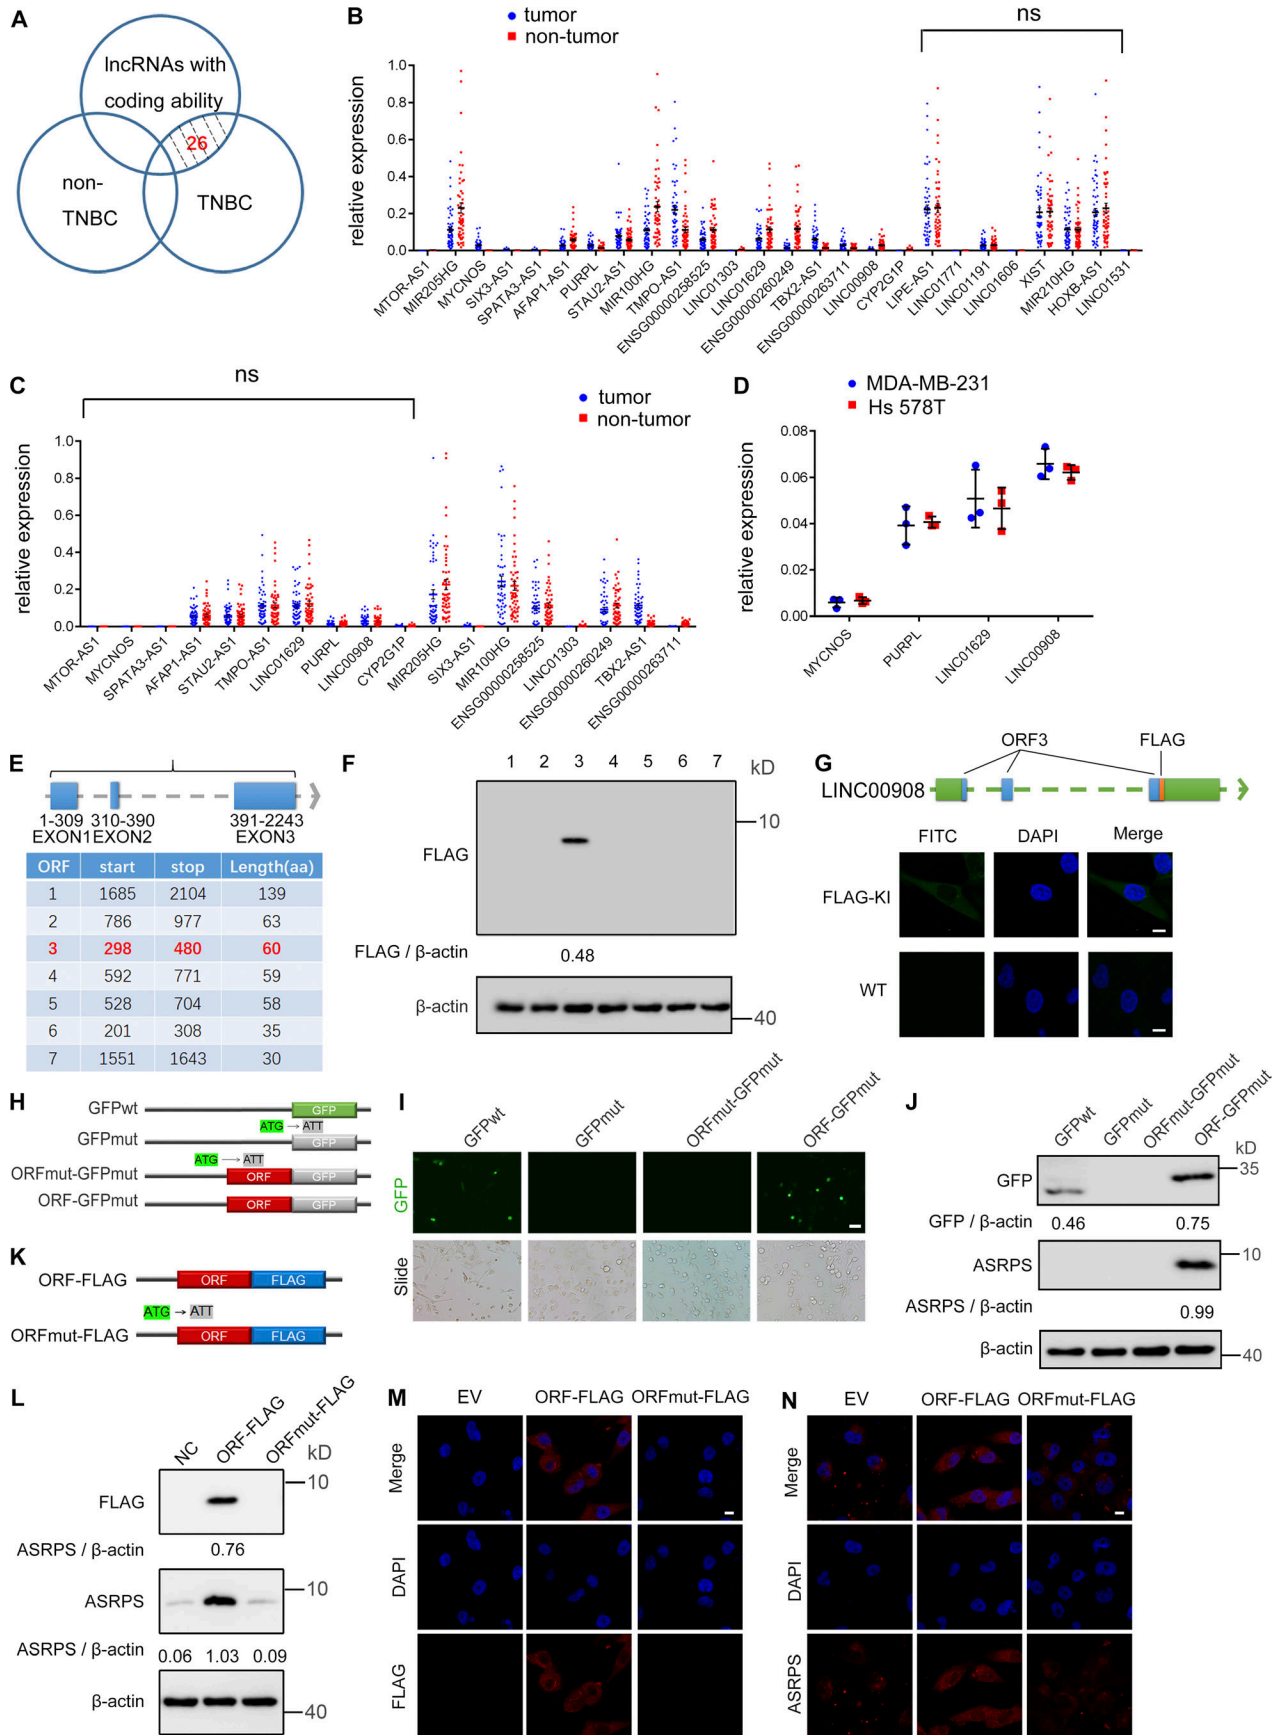 A
lncRNAs with
coding ability
26
non-
TNBC
TNBC
B
tumor
non-tumor
ns
relative expression
1.0
0.8
0.6
0.4
0.2
0.0
MTOR-AS1
MIR205HG
MYCNOS
SIX3-AS1
SPATA3-AS1
AFAP1-AS1
PURPL
STAU2-AS1
MIR100HG
TMPO-AS1
ENSG00000258525
LINC01303
LINC01629
ENSG00000260249
TBX2-AS1
ENSG00000263711
LINC00908
CYP2G1P
LIPE-AS1
LINC01771
LINC01191
LINC01606
XIST
MIR210HG
HOXB-AS1
LINC01531
C
ns
tumor
non-tumor
relative expression
1.0
0.8
0.6
0.4
0.2
0.0
MTOR-AS1
MYCNOS
SPATA3-AS1
AFAP1-AS1
STAU2-AS1
TMPO-AS1
LINC01629
PURPL
LINC00908
CYP2G1P
MIR205HG
SIX3-AS1
MIR100HG
ENSG00000258525
LINC01303
ENSG00000260249
TBX2-AS1
ENSG00000263711
D
MDA-MB-231
Hs 578T
relative expression
0.08
0.06
0.04
0.02
0.00
MYCNOS
PURPL
LINC01629
LINC00908
E
1-309 310-390 391-2243
EXON1 EXON2 EXON3
ORF start stop Length(aa)
1 1685 2104 139
2 786 977 63
3 298 480 60
4 592 771 59
5 528 704 58
6 201 308 35
7 1551 1643 30
F
1 2 3 4 5 6 7 kD
10
FLAG
FLAG / β-actin 0.48
β-actin
40
G
ORF3 FLAG
LINC00908
FITC DAPI Merge
FLAG-KI
WT
H
GFPwt GFP
ATG → ATT
GFPmut GFP
ATG → ATT
ORFmut-GFPmut ORF GFP
ORF-GFPmut ORF GFP
I
GFPwt
GFPmut
ORFmut-GFPmut
ORF-GFPmut
GFP
Slide
J
GFPwt
GFPmut
ORFmut-GFPmut
ORF-GFPmut
kD
35
GFP
GFP / β-actin 0.46 0.75
10
ASRPS
ASRPS / β-actin 0.99
β-actin
40
K
ORF-FLAG ORF FLAG
ATG → ATT
ORFmut-FLAG ORF FLAG
L
NC
ORF-FLAG
ORFmut-FLAG
kD
10
FLAG
ASRPS / β-actin 0.76
10
ASRPS
ASRPS / β-actin 0.06 1.03 0.09
β-actin
40
M
EV ORF-FLAG ORFmut-FLAG
Merge
DAPI
FLAG
N
EV ORF-FLAG ORFmut-FLAG
Merge
DAPI
ASRPS